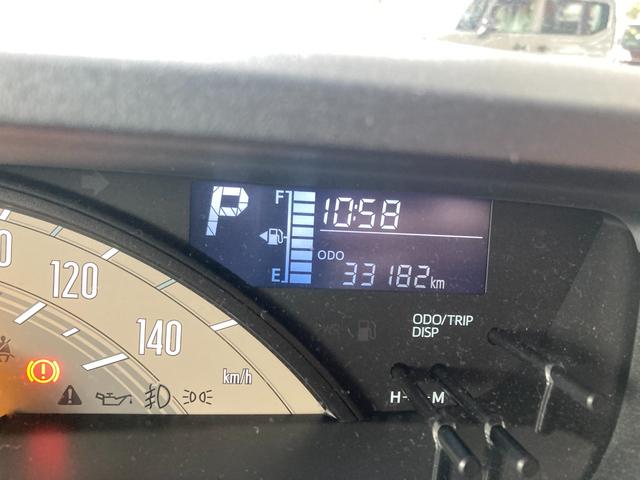 P
F
10:58
ODO
E
33182km
120
140
km/h
ODO/TRIP
DISP
H
M